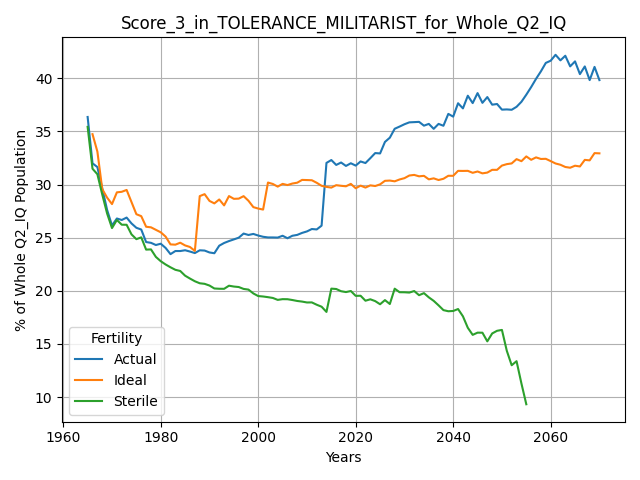 Score_3_in_TOLERANCE_MILITARIST_for_Whole_Q2_IQ
% of Whole Q2_IQ Population
40
35
30
25
20
15
10
Fertility
Actual
Ideal
Sterile
1960 1980 2000 2020 2040 2060
Years